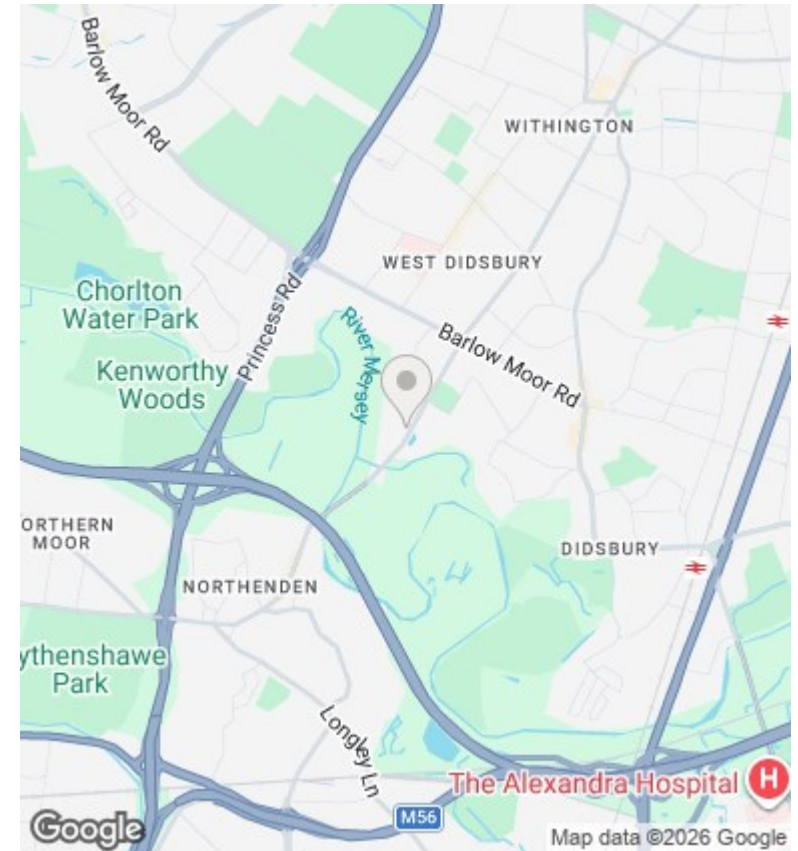 Barlow Moor Rd
WITHINGTON
WEST DIDSBURY
Chorlton
Water Park
Princess Rd
River Mersey
Barlow Moor Rd
Kenworthy
Woods
ORTHERN
MOOR
DIDSBURY
NORTHENDEN
ythenshawe
Park
Longley Ln
The Alexandra Hospital
H
M56
Google
Map data ©2026 Google